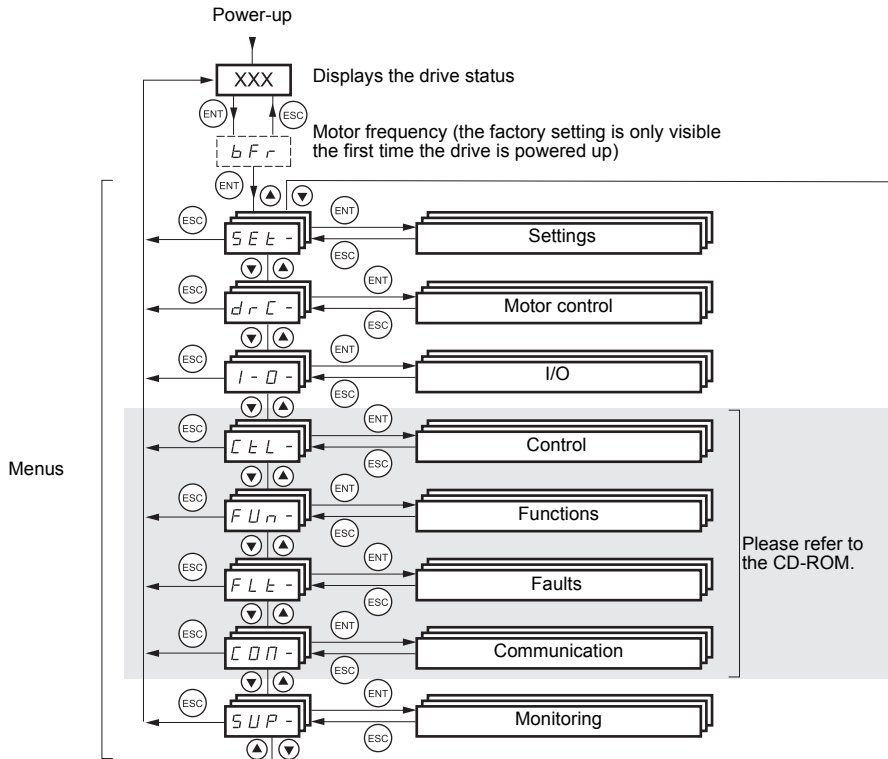 Power-up
XXX
Displays the drive status
ENT
ESC
bFr
Motor frequency (the factory setting is only visible
the first time the drive is powered up)
ENT
ESC
SEt-
ENT
ESC
Settings
ESC
drC-
ENT
ESC
Motor control
ESC
I-O-
ENT
ESC
I/O
ESC
CtL-
ENT
ESC
Control
Menus
ESC
FUn-
ENT
ESC
Functions
Please refer to
the CD-ROM.
ESC
FLt-
ENT
ESC
Faults
ESC
COM-
ENT
ESC
Communication
ESC
SUP-
ENT
ESC
Monitoring